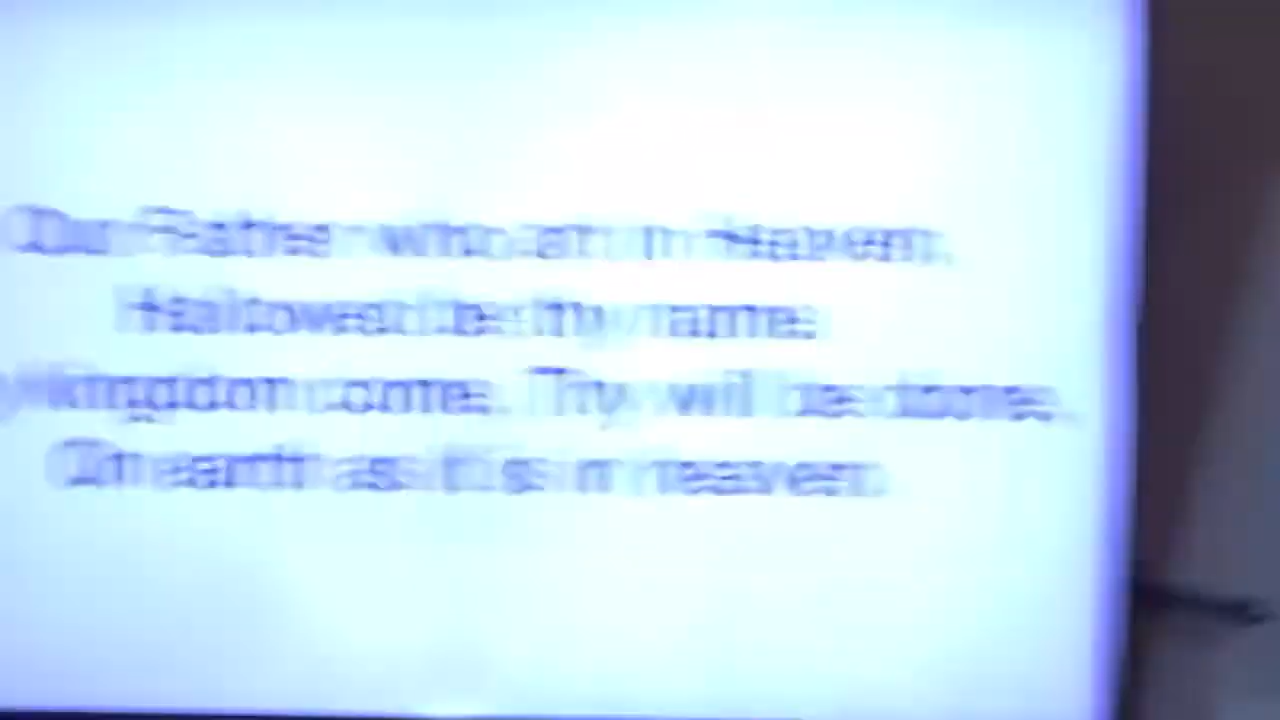 Our Father who art in Heaven.
Hallowed be thy name
kingdom come. Thy will be done.
On earth as it is in heaven.